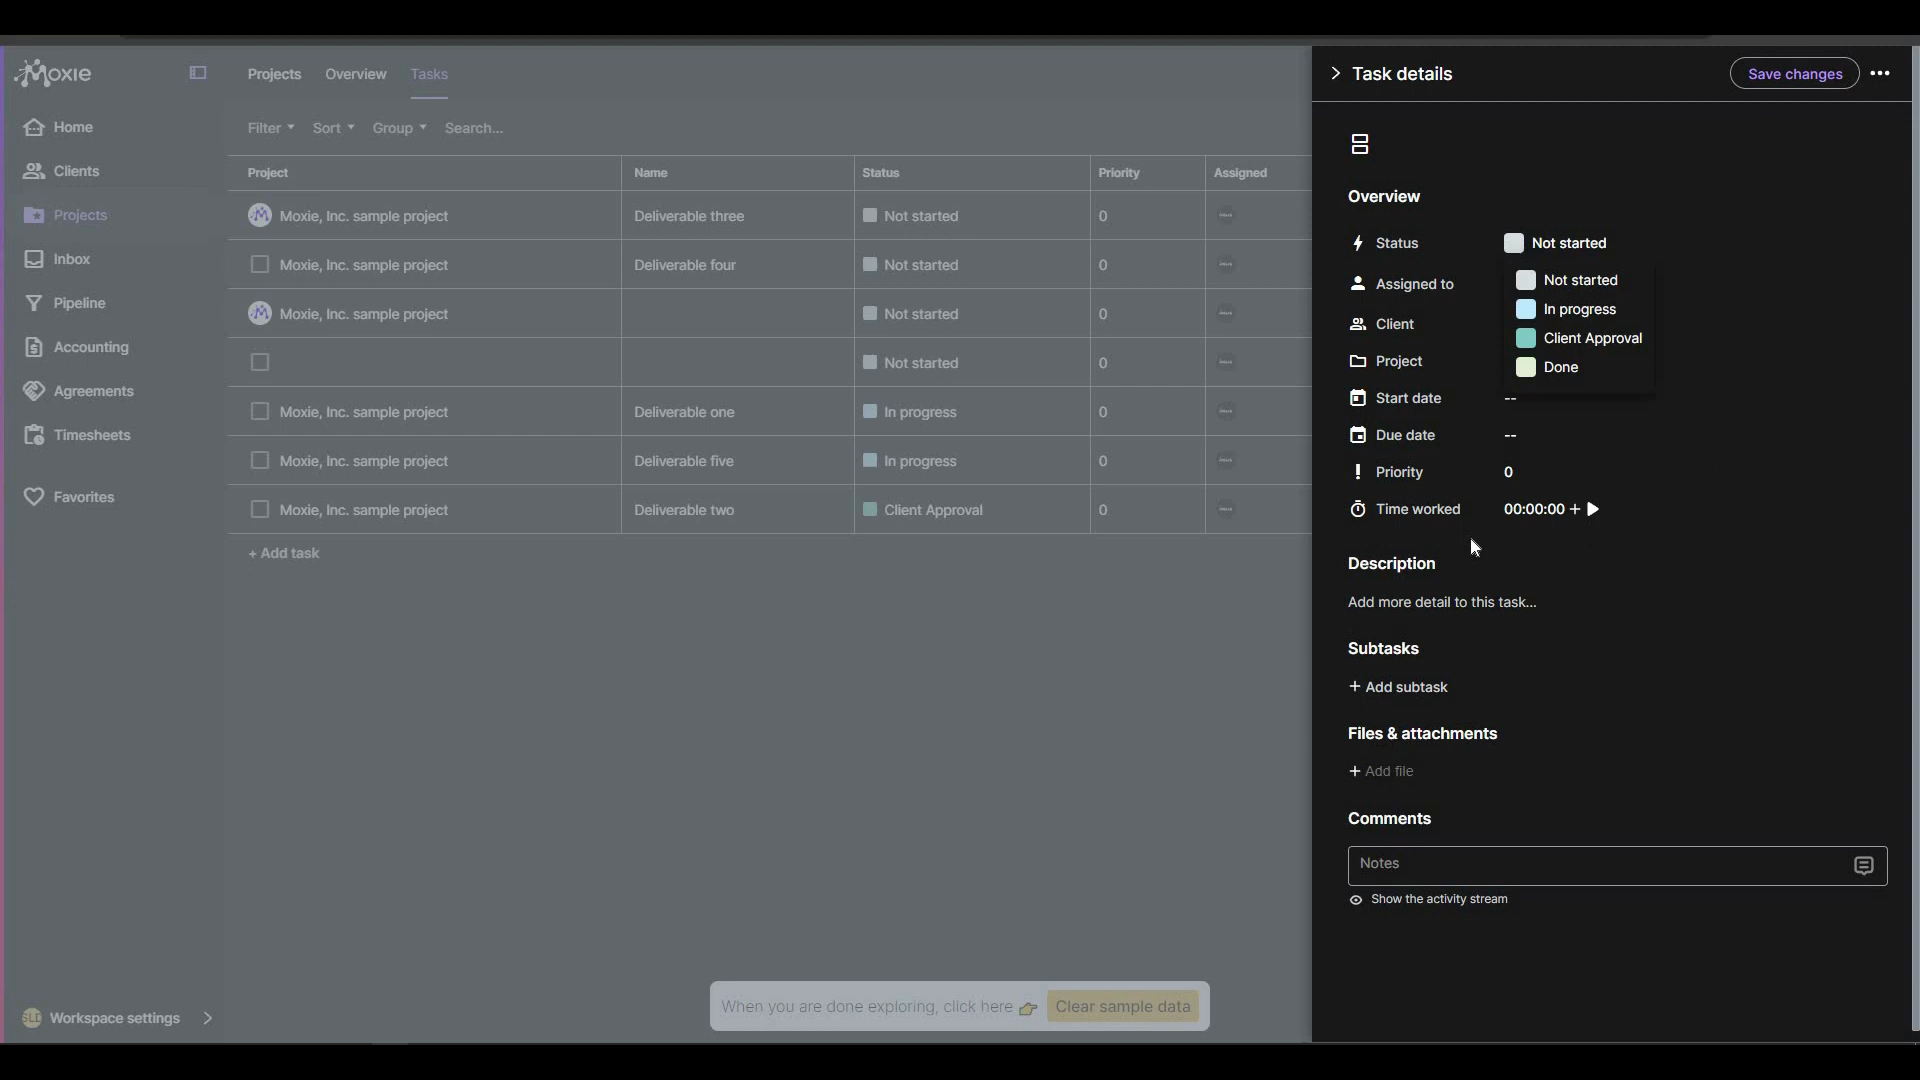 Moxie
Projects Overview Tasks
Task details
Save changes
Home
Clients
Projects
Inbox
Pipeline
Accounting
Agreements
Timesheets
Favorites
Filter Sort Group Search...
Project Name Status Priority Assigned
Moxie, Inc. sample project Deliverable three Not started 0
Moxie, Inc. sample project Deliverable four Not started 0
Moxie, Inc. sample project Not started 0
Not started 0
Moxie, Inc. sample project Deliverable one In progress 0
Moxie, Inc. sample project Deliverable five In progress 0
Moxie, Inc. sample project Deliverable two Client Approval 0
+ Add task
Overview
Status Not started
Assigned to
Not started
In progress
Client Approval
Done
Client
Project
Start date --
Due date --
Priority 0
Time worked 00:00:00 +
Description
Add more detail to this task...
Subtasks
+ Add subtask
Files & attachments
+ Add file
Comments
Notes
Show the activity stream
When you are done exploring, click here Clear sample data
SLD Workspace settings